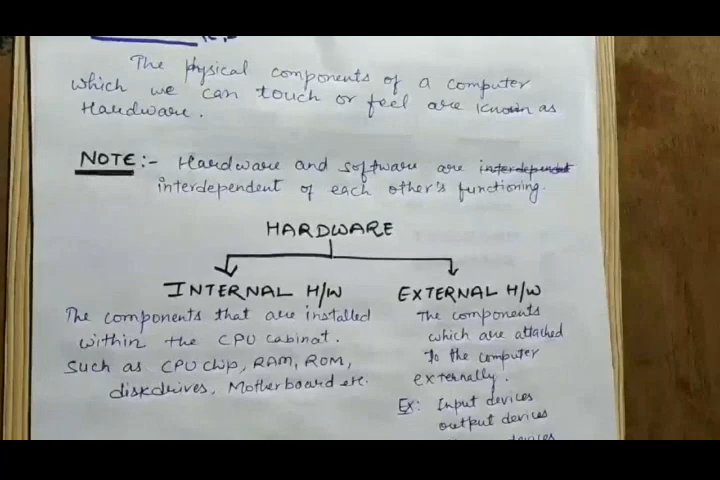 The physical components of a computer
which we can touch or feel are known as
Hardware.
NOTE:- Hardware and software are interdependent
interdependent of each other's functioning.
HARDWARE
INTERNAL H/W
The components that are installed
within the CPU cabinat.
Such as CPU chip, RAM, ROM,
diskdrives, Motherboard etc.
EXTERNAL H/W
The components
which are attached
to the computer
externally.
Ex: Input devices
output devices
devices